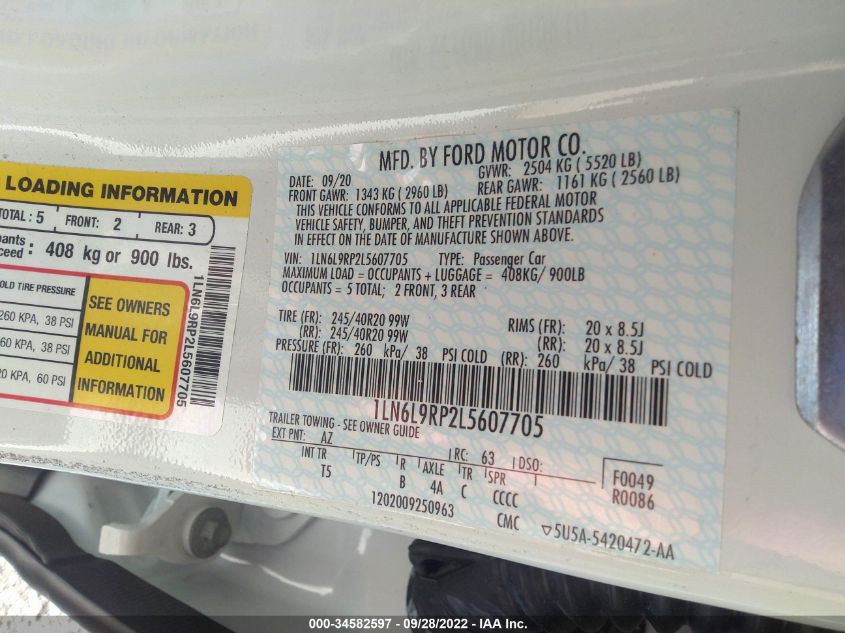 LOADING INFORMATION
TOTAL : 5 FRONT: 2 REAR: 3
408 kg or 900 lbs.
COLD TIRE PRESSURE
260 KPA, 38 PSI
60 KPA, 38 PSI
20 KPA, 60 PSI
SEE OWNERS
MANUAL FOR
ADDITIONAL
INFORMATION
1LN6L9RP2L5607705
MFD. BY FORD MOTOR CO.
DATE: 09/20 GVWR: 2504 KG ( 5520 LB)
FRONT GAWR: 1343 KG ( 2960 LB) REAR GAWR: 1161 KG ( 2560 LB)
THIS VEHICLE CONFORMS TO ALL APPLICABLE FEDERAL MOTOR
VEHICLE SAFETY, BUMPER, AND THEFT PREVENTION STANDARDS
IN EFFECT ON THE DATE OF MANUFACTURE SHOWN ABOVE.
VIN: 1LN6L9RP2L5607705 TYPE: Passenger Car
MAXIMUM LOAD = OCCUPANTS + LUGGAGE = 408KG/ 900LB
OCCUPANTS = 5 TOTAL; 2 FRONT, 3 REAR
TIRE (FR): 245/40R20 99W RIMS (FR): 20 x 8.5J
(RR): 245/40R20 99W (RR): 20 x 8.5J
PRESSURE (FR): 260 kPa/ 38 PSI COLD (RR): 260 kPa/ 38 PSI COLD
1LN6L9RP2L5607705
TRAILER TOWING - SEE OWNER GUIDE
EXT PNT: AZ RC: 63 DSO:
INT TR TP/PS R AXLE TR SPR F0049
T5 B 4A C CCCC R0086
1202009250963 CMC 5U5A-5420472-AA
000-34582597 - 09/28/2022 - IAA Inc.